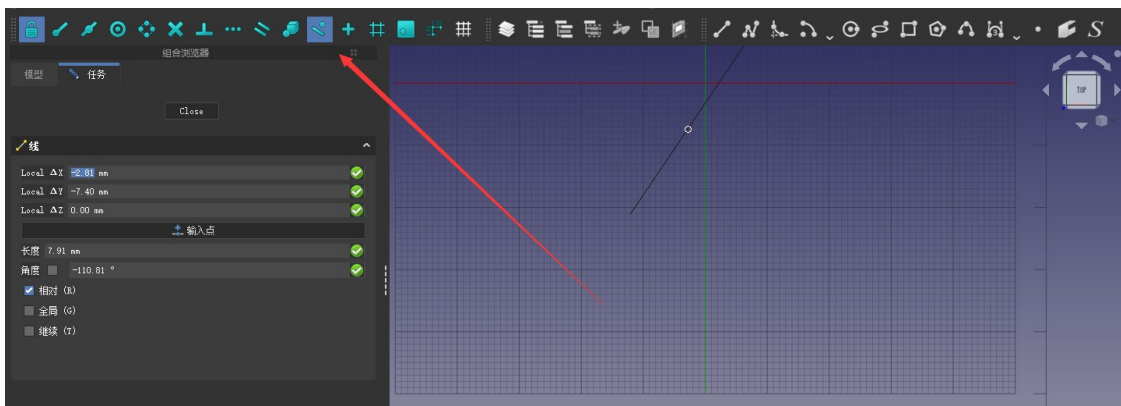 组合浏览器
模型
任务
Close
线
Local ΔX -2.81 mm
Local ΔY -7.40 mm
Local ΔZ 0.00 mm
输入点
长度 7.91 mm
角度 -110.81 °
相对 (R)
全局 (G)
继续 (T)
TOP